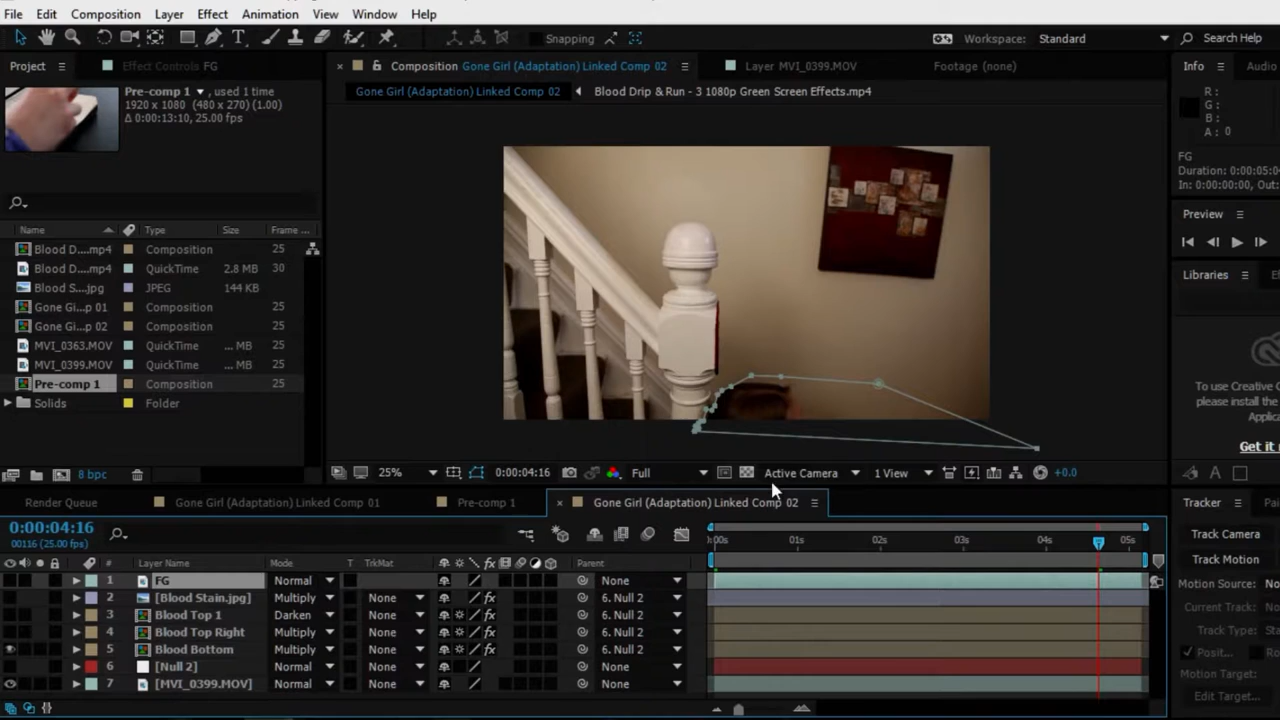 File Edit Composition Layer Effect Animation View Window Help
Snapping Workspace: Standard Search Help
Project Effect Controls FG Composition Gone Girl (Adaptation) Linked Comp 02 Layer MVI_0399.MOV Footage (none) Info Audio
Pre-comp 1 , used 1 time
1920 x 1080 (480 x 270) (1.00)
Δ 0:00:13:10, 25.00 fps
Gone Girl (Adaptation) Linked Comp 02 Blood Drip & Run - 3 1080p Green Screen Effects.mp4
R :
G :
B :
A : 0
FG
Duration: 0:00:05:0
In: 0:00:00:00, Out:
Name Type Size Frame ...
Blood D....mp4 Composition 25
Blood D....mp4 QuickTime 2.8 MB 30
Blood S...jpg JPEG 144 KB
Gone Gi...p 01 Composition 25
Gone Gi...p 02 Composition 25
MVI_0363.MOV QuickTime ... MB 25
MVI_0399.MOV QuickTime ... MB 25
Pre-comp 1 Composition 25
Solids Folder
Preview
Libraries
To use Creative C
please install the
Applicat
Get it n
8 bpc 25% 0:00:04:16 Full Active Camera 1 View +0.0
Render Queue Gone Girl (Adaptation) Linked Comp 01 Pre-comp 1 Gone Girl (Adaptation) Linked Comp 02
0:00:04:16
00116 (25.00 fps)
:00s 01s 02s 03s 04s 05s
Layer Name Mode T TrkMat Parent
1 FG Normal None
2 [Blood Stain.jpg] Multiply None 6. Null 2
3 Blood Top 1 Darken None 6. Null 2
4 Blood Top Right Multiply None 6. Null 2
5 Blood Bottom Multiply None 6. Null 2
6 [Null 2] Normal None None
7 [MVI_0399.MOV] Normal None None
Tracker Pa
Track Camera
Track Motion
Motion Source: No
Current Track: No
Track Type: Sta
Posit... Ro
Motion Target:
Edit Target...